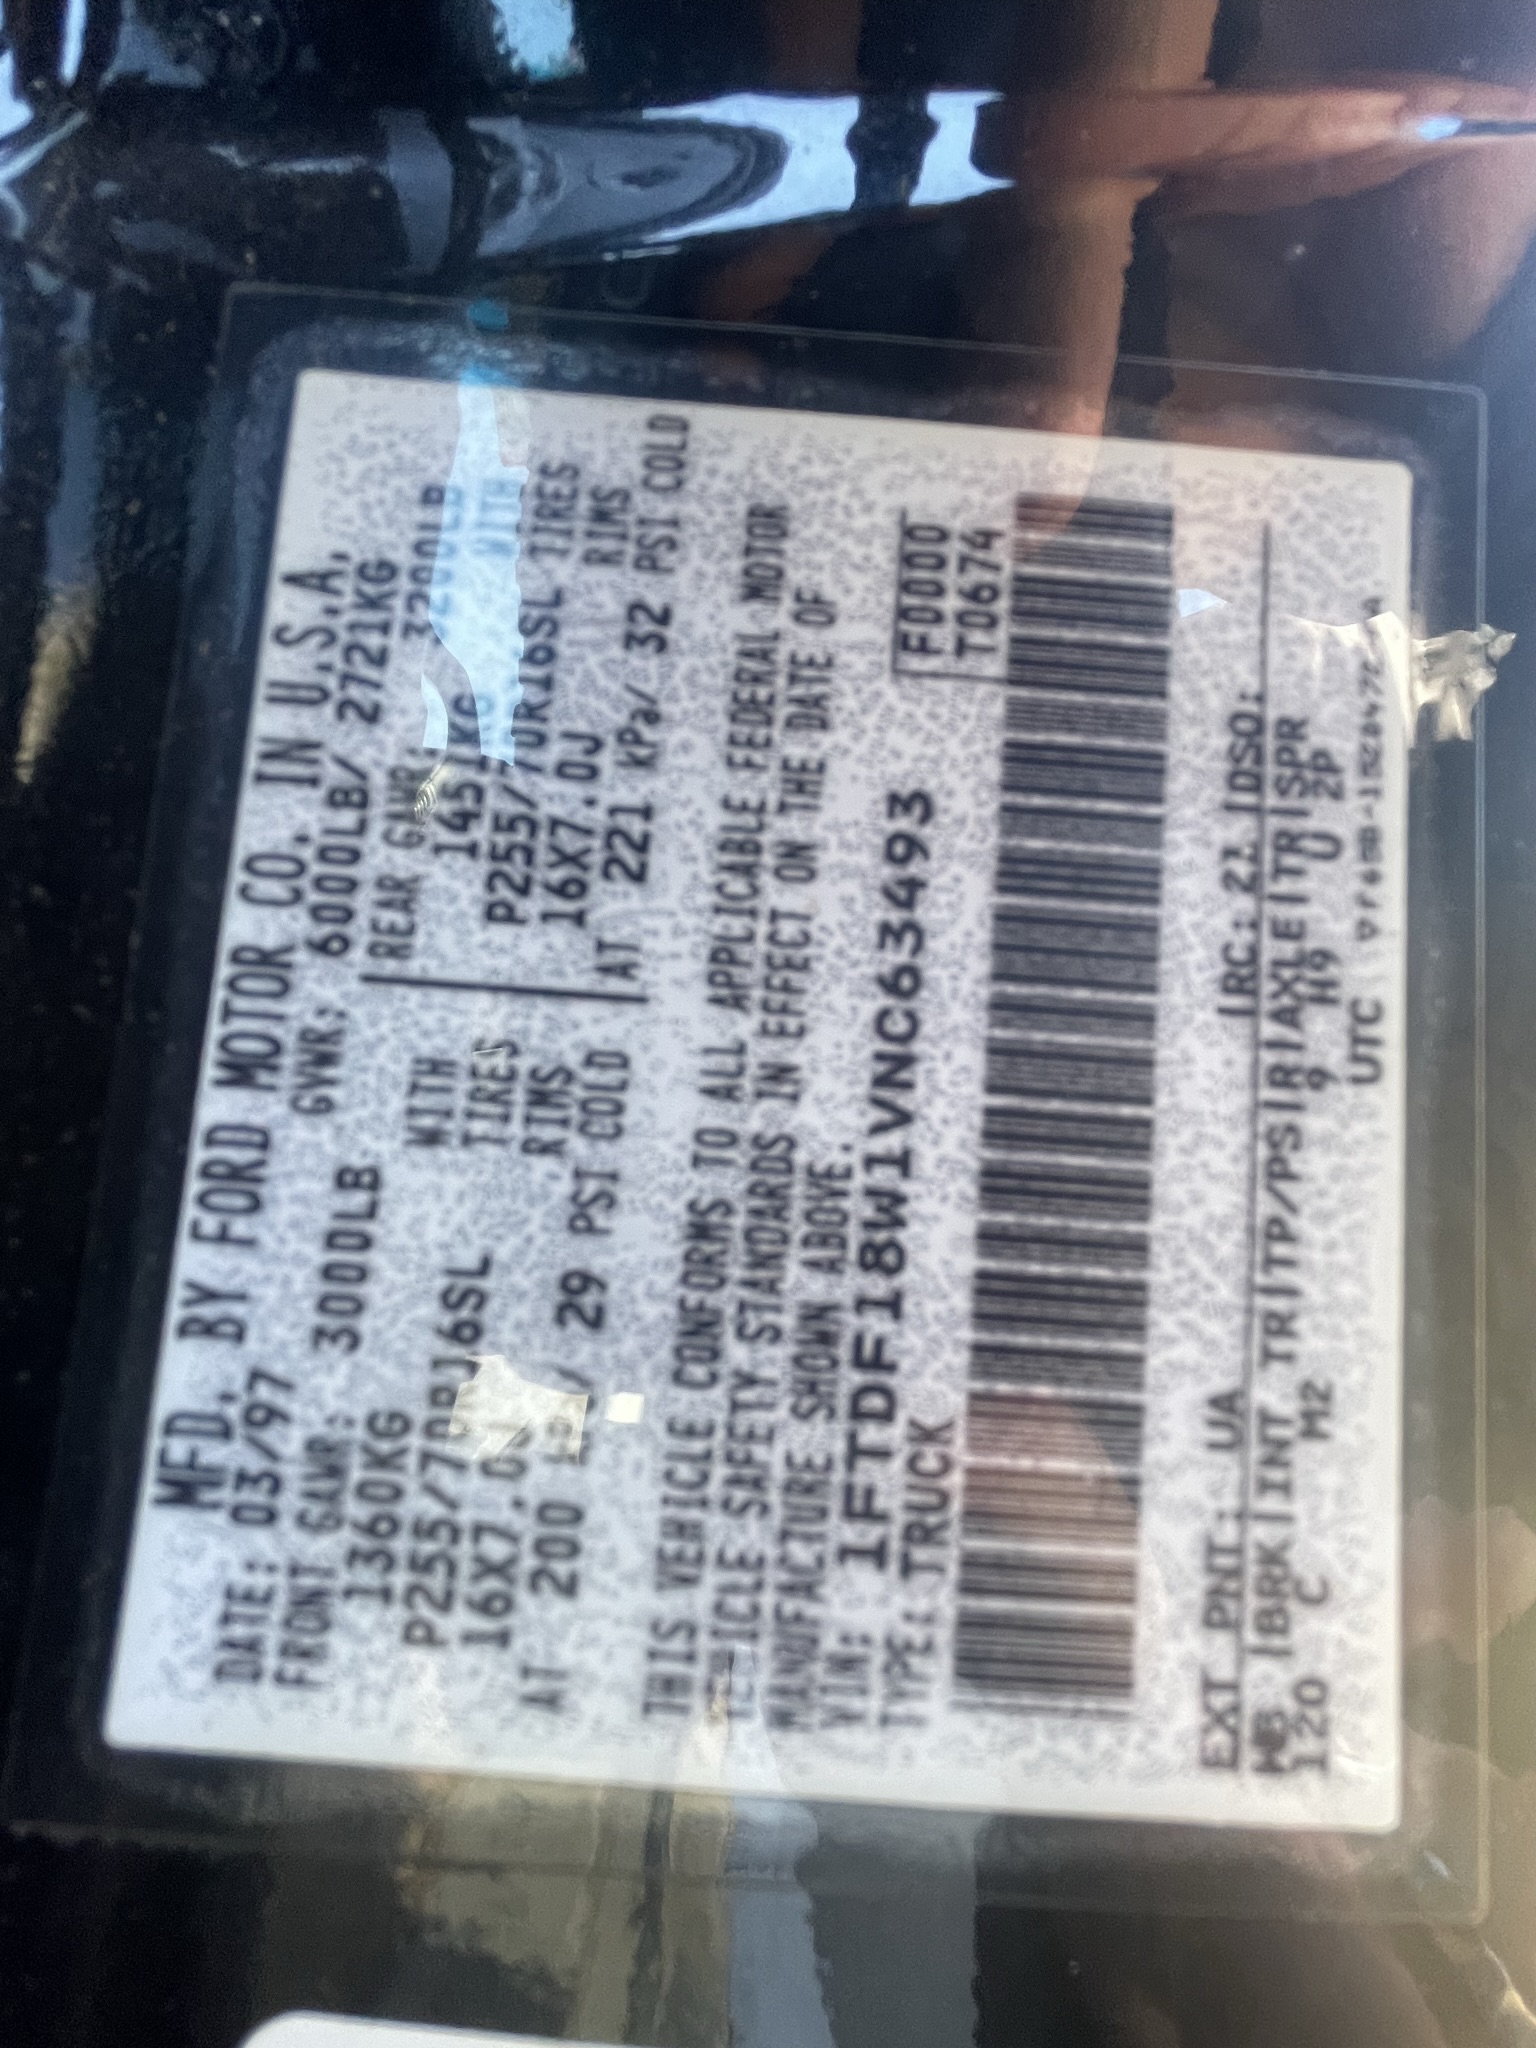 MFD. BY FORD MOTOR CO. IN U.S.A.
DATE: 03/97 GVWR: 6000LB/ 2721KG
FRONT GAWR: 3000LB REAR GAWR: 3200LB
1360KG WITH 1451KG WITH
P255/70R16SL TIRES P255/70R16SL TIRES
16X7.0J RIMS 16X7.0J RIMS
AT 200 kPa/ 29 PSI COLD AT 221 kPa/ 32 PSI COLD
THIS VEHICLE CONFORMS TO ALL APPLICABLE FEDERAL MOTOR
VEHICLE SAFETY STANDARDS IN EFFECT ON THE DATE OF
MANUFACTURE SHOWN ABOVE.
VIN: 1FTDF18W1VNC63493 F0000
TYPE: TRUCK T0674
EXT PNT: UA RC: 21 DSO:
WB BRK INT TR TP/PS R AXLE TR SPR
120 C M2 9 H9 U 2P
UTC